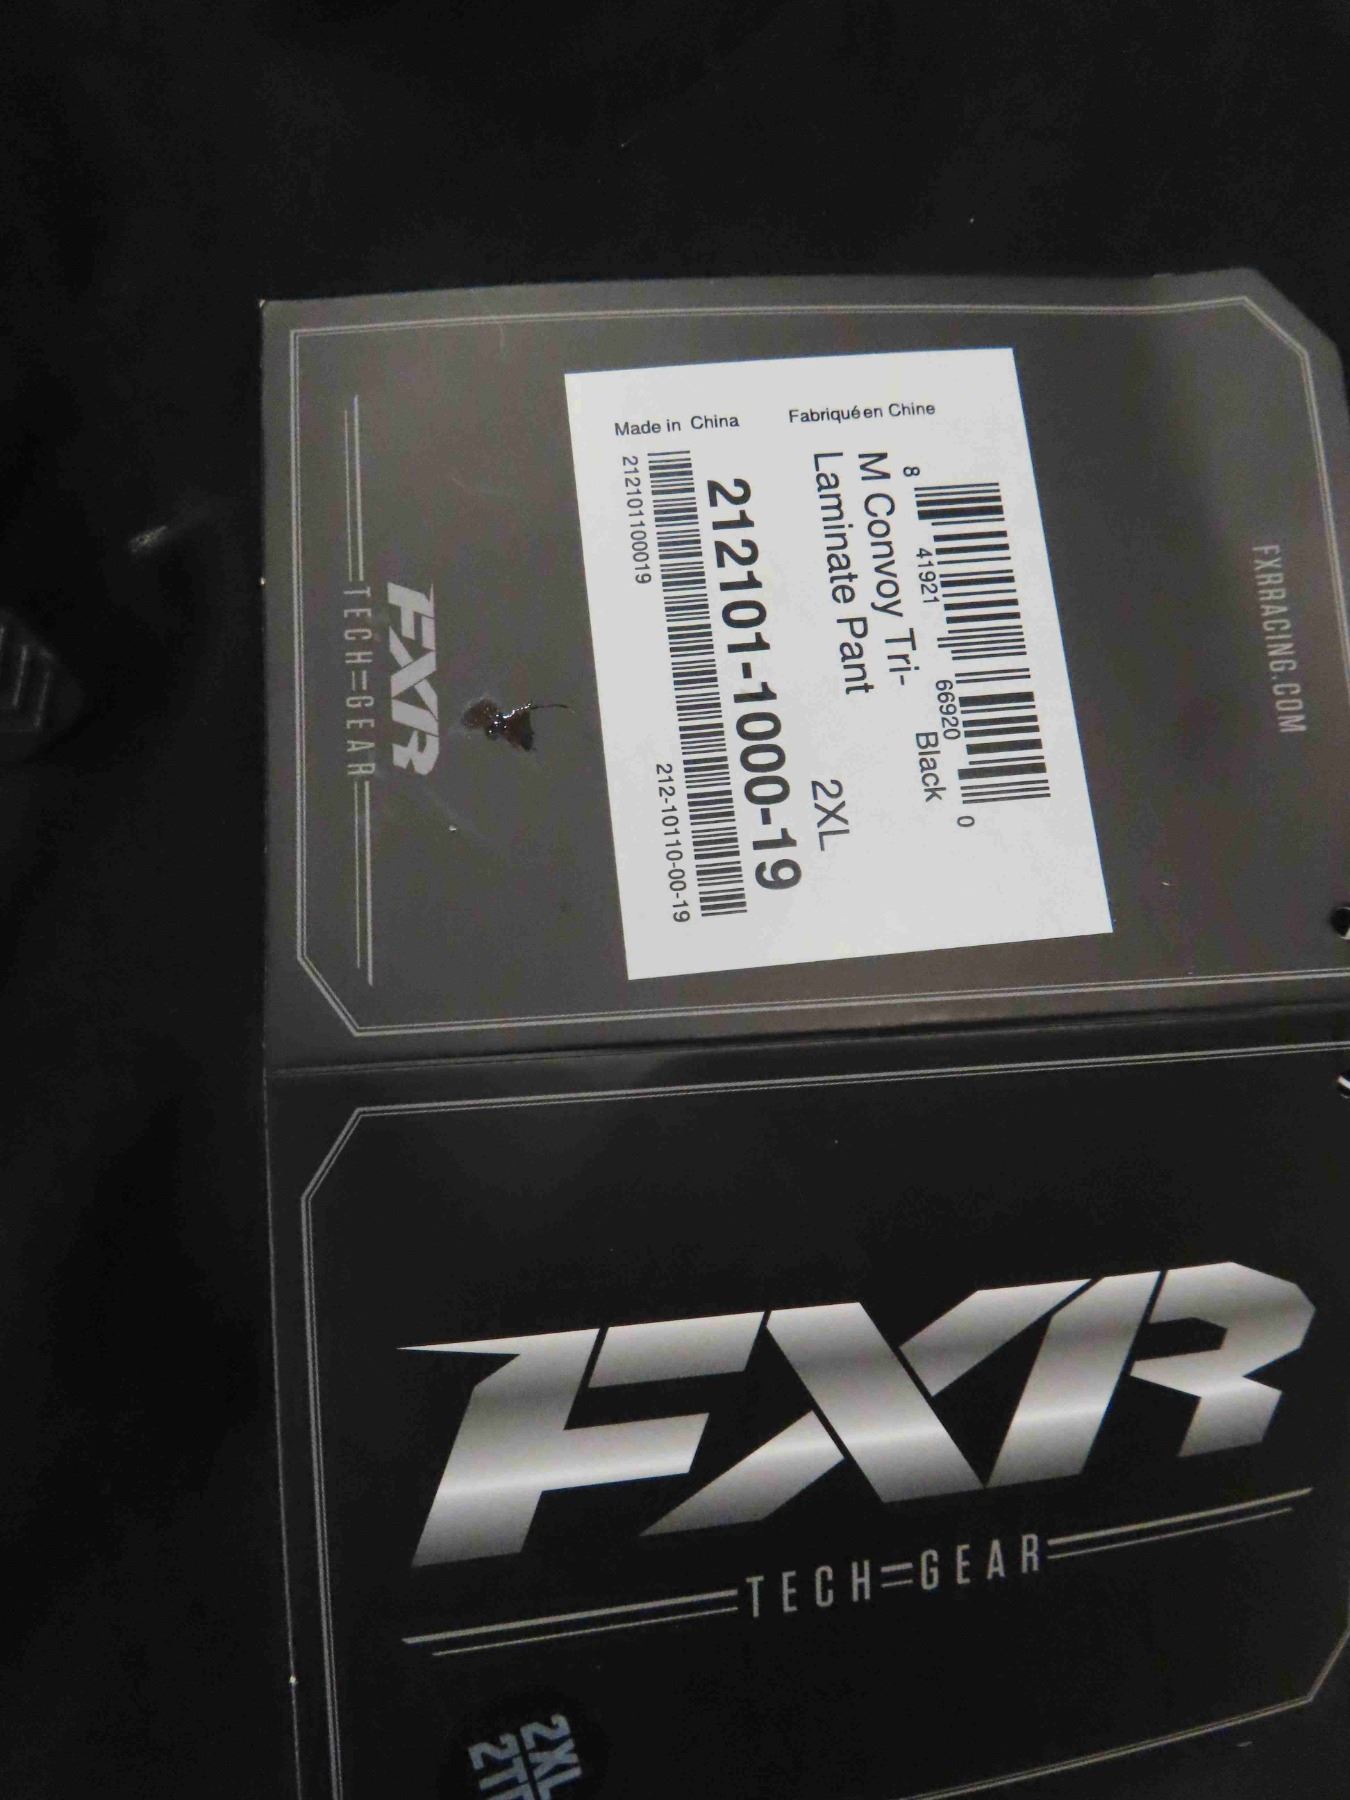 FXRRACING.COM
8 41921 66920 0
Black
M Convoy Tri-
Laminate Pant
2XL
212101-1000-19
212101100019
212-10110-00-19
Made in China
Fabriqué en Chine
FXR
TECH=GEAR
FXR
TECH=GEAR
2XL